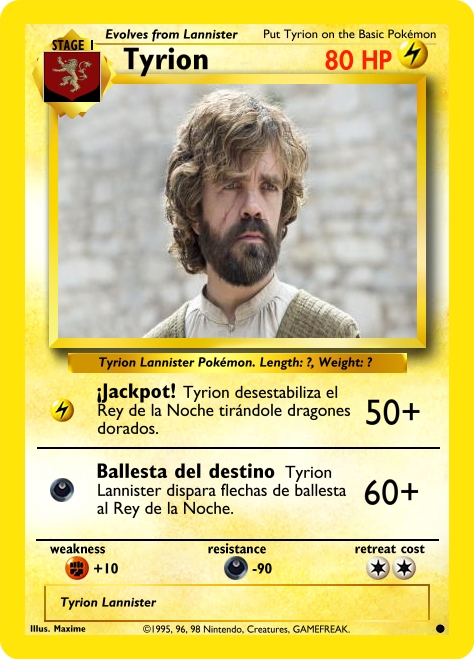 Evolves from Lannister
Put Tyrion on the Basic Pokémon
STAGE 1
Tyrion
80 HP
Tyrion Lannister Pokémon. Length: ?, Weight: ?
¡Jackpot! Tyrion desestabiliza el
Rey de la Noche tirándole dragones
dorados.
50+
Ballesta del destino Tyrion
Lannister dispara flechas de ballesta
al Rey de la Noche.
60+
weakness
resistance
retreat cost
+10
-90
Tyrion Lannister
Illus. Maxime
©1995, 96, 98 Nintendo, Creatures, GAMEFREAK.